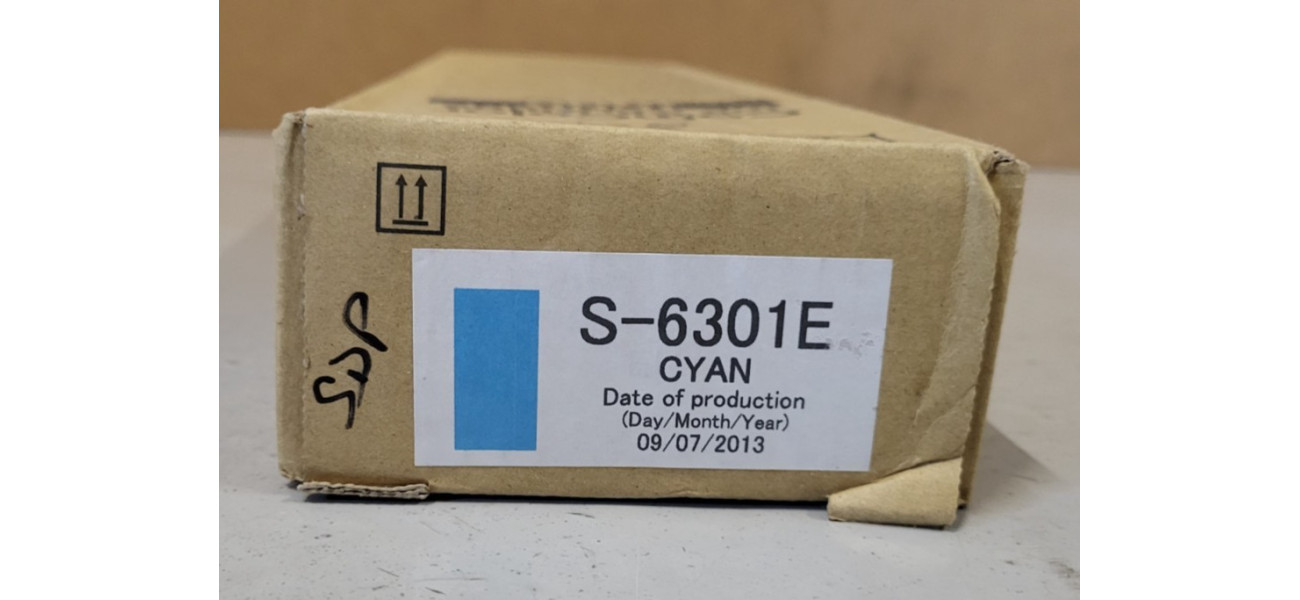 S-6301E
CYAN
Date of production
(Day/Month/Year)
09/07/2013